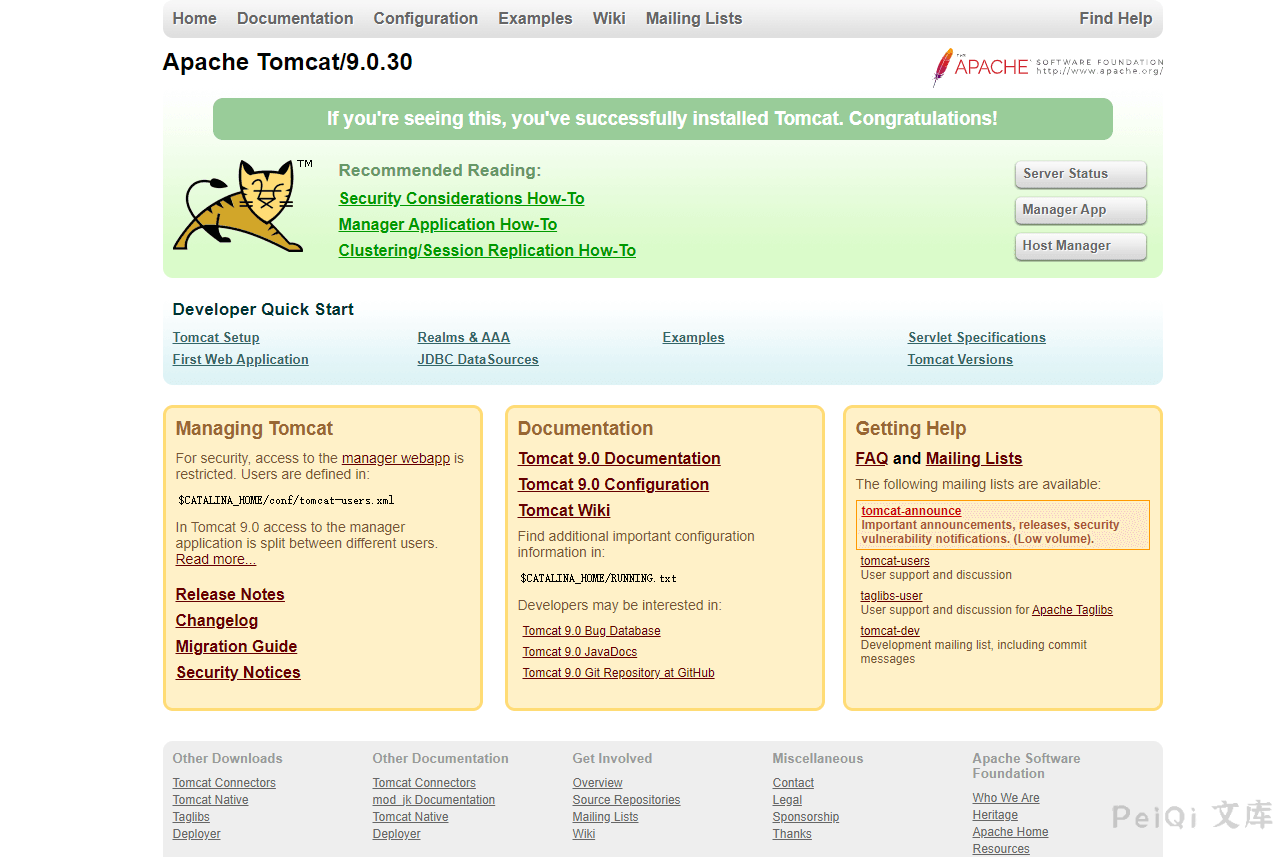 Home Documentation Configuration Examples Wiki Mailing Lists Find Help
Apache Tomcat/9.0.30
THE APACHE SOFTWARE FOUNDATION
http://www.apache.org/
If you're seeing this, you've successfully installed Tomcat. Congratulations!
TM
Recommended Reading:
Security Considerations How-To
Manager Application How-To
Clustering/Session Replication How-To
Server Status
Manager App
Host Manager
Developer Quick Start
Tomcat Setup
First Web Application
Realms & AAA
JDBC DataSources
Examples
Servlet Specifications
Tomcat Versions
Managing Tomcat
For security, access to the manager webapp is
restricted. Users are defined in:
$CATALINA_HOME/conf/tomcat-users.xml
In Tomcat 9.0 access to the manager
application is split between different users.
Read more...
Release Notes
Changelog
Migration Guide
Security Notices
Documentation
Tomcat 9.0 Documentation
Tomcat 9.0 Configuration
Tomcat Wiki
Find additional important configuration
information in:
$CATALINA_HOME/RUNNING.txt
Developers may be interested in:
Tomcat 9.0 Bug Database
Tomcat 9.0 JavaDocs
Tomcat 9.0 Git Repository at GitHub
Getting Help
FAQ and Mailing Lists
The following mailing lists are available:
tomcat-announce
Important announcements, releases, security
vulnerability notifications. (Low volume).
tomcat-users
User support and discussion
taglibs-user
User support and discussion for Apache Taglibs
tomcat-dev
Development mailing list, including commit
messages
Other Downloads
Tomcat Connectors
Tomcat Native
Taglibs
Deployer
Other Documentation
Tomcat Connectors
mod_jk Documentation
Tomcat Native
Deployer
Get Involved
Overview
Source Repositories
Mailing Lists
Wiki
Miscellaneous
Contact
Legal
Sponsorship
Thanks
Apache Software
Foundation
Who We Are
Heritage
Apache Home
Resources
PeiQi 文库